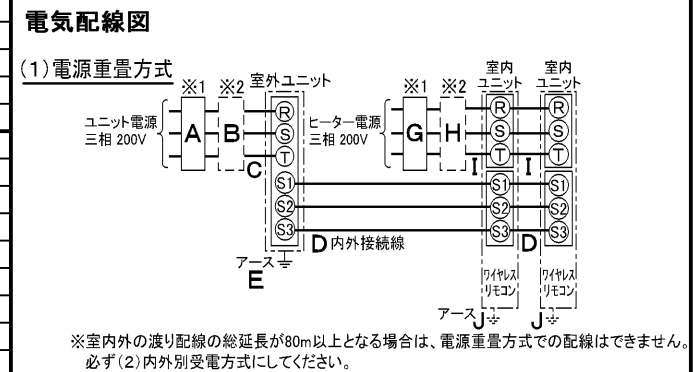 電気配線図
(1)電源重畳方式
※1 ※2 室外ユニット ※1 ※2 室内ユニット 室内ユニット
ユニット電源
三相 200V
A B C
R
S
T
S1
S2
S3
ヒーター電源
三相 200V
G H I I
R R
S S
T T
S1 S1
S2 S2
S3 S3
D 内外接続線 D
アース
E
ワイヤレス
リモコン
ワイヤレス
リモコン
アース J J
※室内外の渡り配線の総延長が80m以上となる場合は、電源重畳方式での配線はできません。
必ず(2)内外別受電方式にしてください。